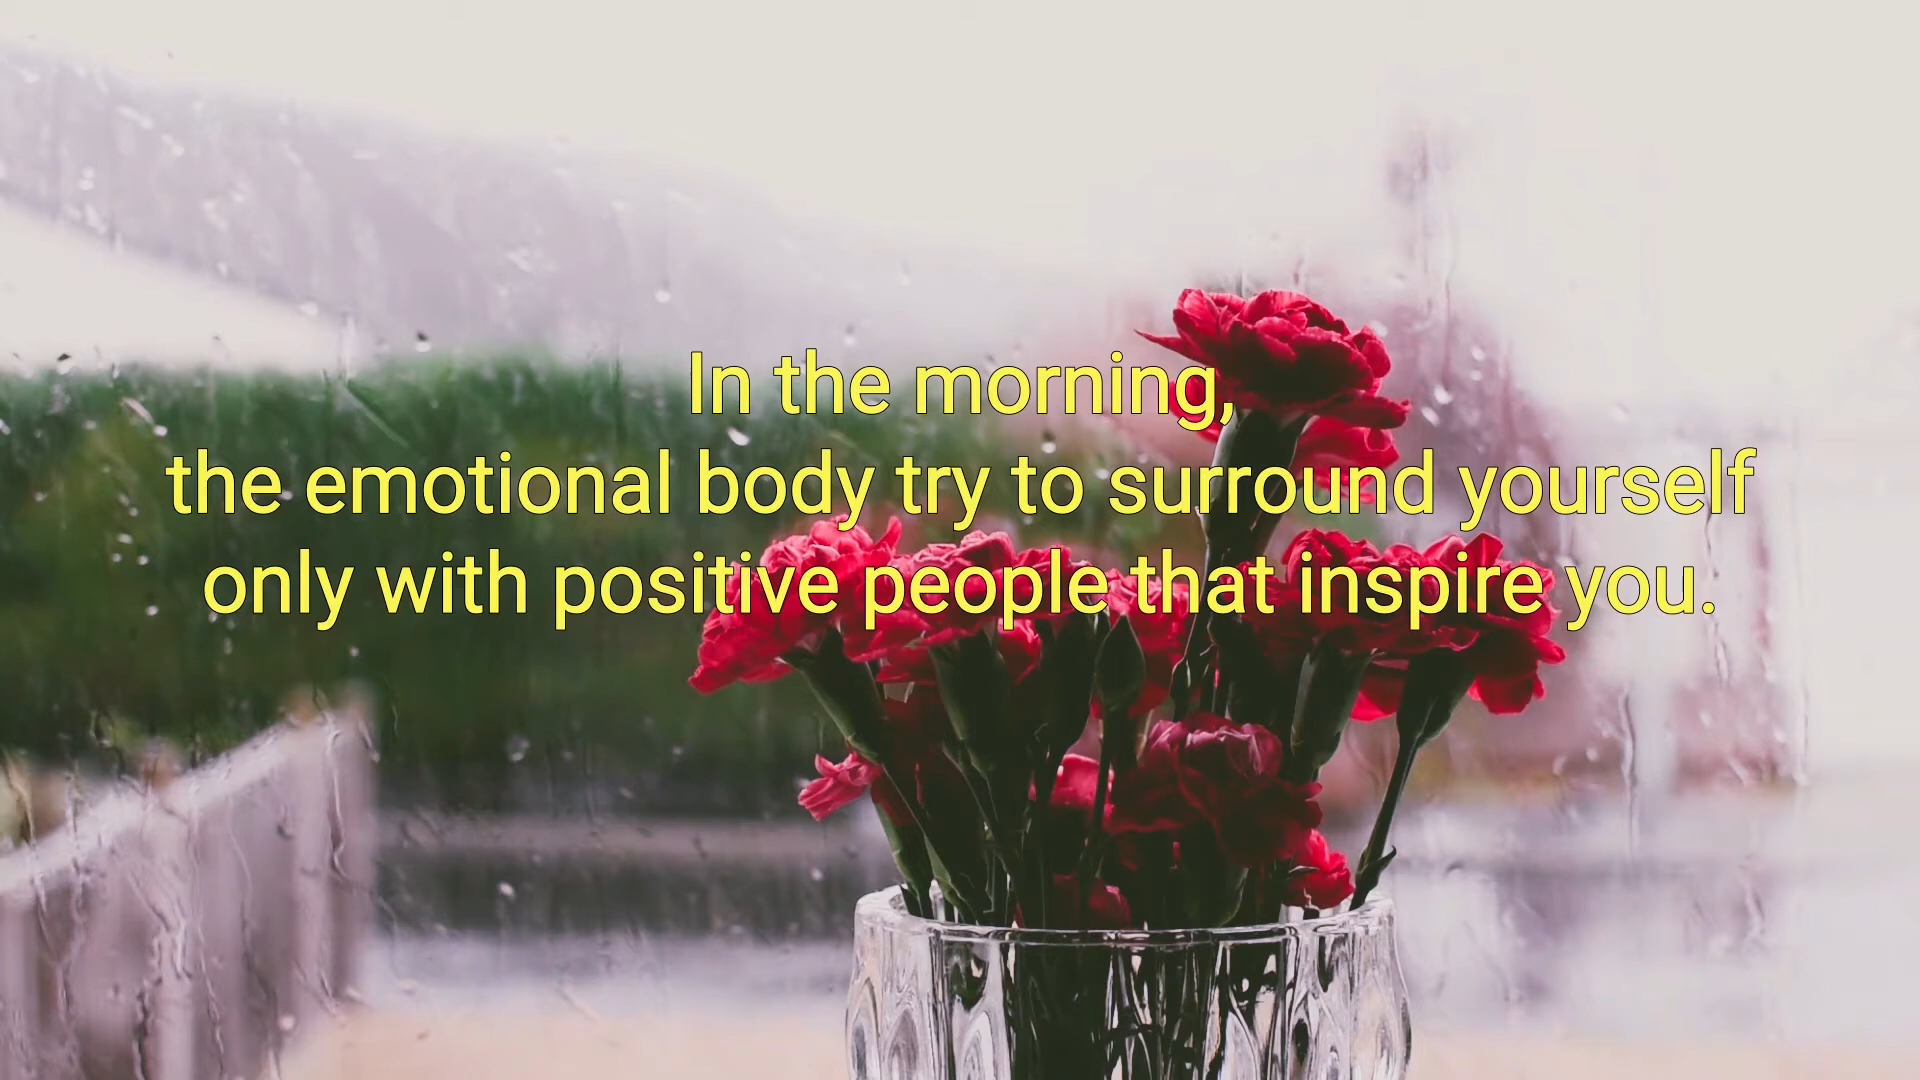 In the morning,
the emotional body try to surround yourself
only with positive people that inspire you.